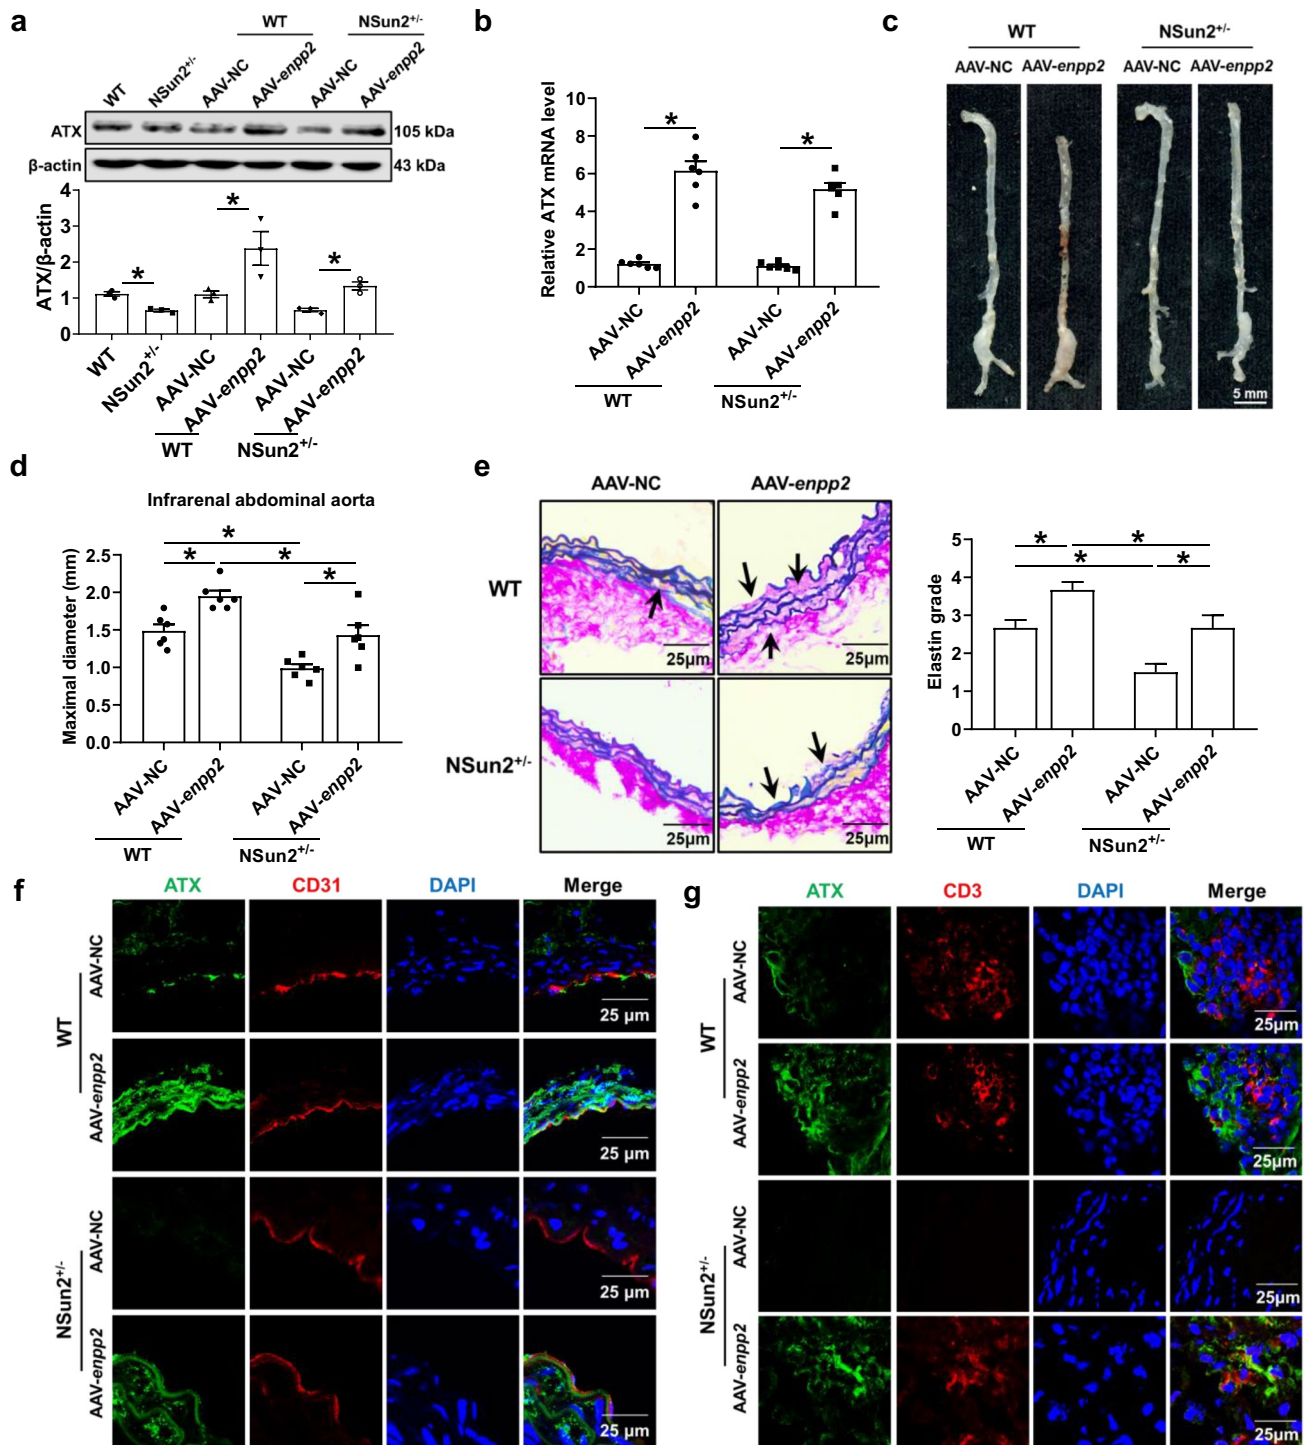 a
WT
NSun2+/-
WT
NSun2+/-
AAV-NC
AAV-enpp2
AAV-NC
AAV-enpp2
ATX
105 kDa
β-actin
43 kDa
ATX/β-actin
4
3
2
1
0
*
*
*
WT
NSun2+/-
AAV-NC
AAV-enpp2
AAV-NC
AAV-enpp2
WT
NSun2+/-
b
Relative ATX mRNA level
10
8
6
4
2
0
*
*
AAV-NC
AAV-enpp2
AAV-NC
AAV-enpp2
WT
NSun2+/-
c
WT
NSun2+/-
AAV-NC AAV-enpp2
AAV-NC AAV-enpp2
5 mm
d
Infrarenal abdominal aorta
Maximal diameter (mm)
2.5
2.0
1.5
1.0
0.5
0.0
*
*
*
*
AAV-NC
AAV-enpp2
AAV-NC
AAV-enpp2
WT
NSun2+/-
e
AAV-NC
AAV-enpp2
WT
25μm
25μm
NSun2+/-
25μm
25μm
Elastin grade
5
4
3
2
1
0
*
*
*
*
AAV-NC
AAV-enpp2
AAV-NC
AAV-enpp2
WT
NSun2+/-
f
ATX
CD31
DAPI
Merge
WT
AAV-NC
25 μm
AAV-enpp2
25 μm
NSun2+/-
AAV-NC
25 μm
AAV-enpp2
25 μm
g
ATX
CD3
DAPI
Merge
WT
AAV-NC
25μm
AAV-enpp2
25μm
NSun2+/-
AAV-NC
25μm
AAV-enpp2
25μm